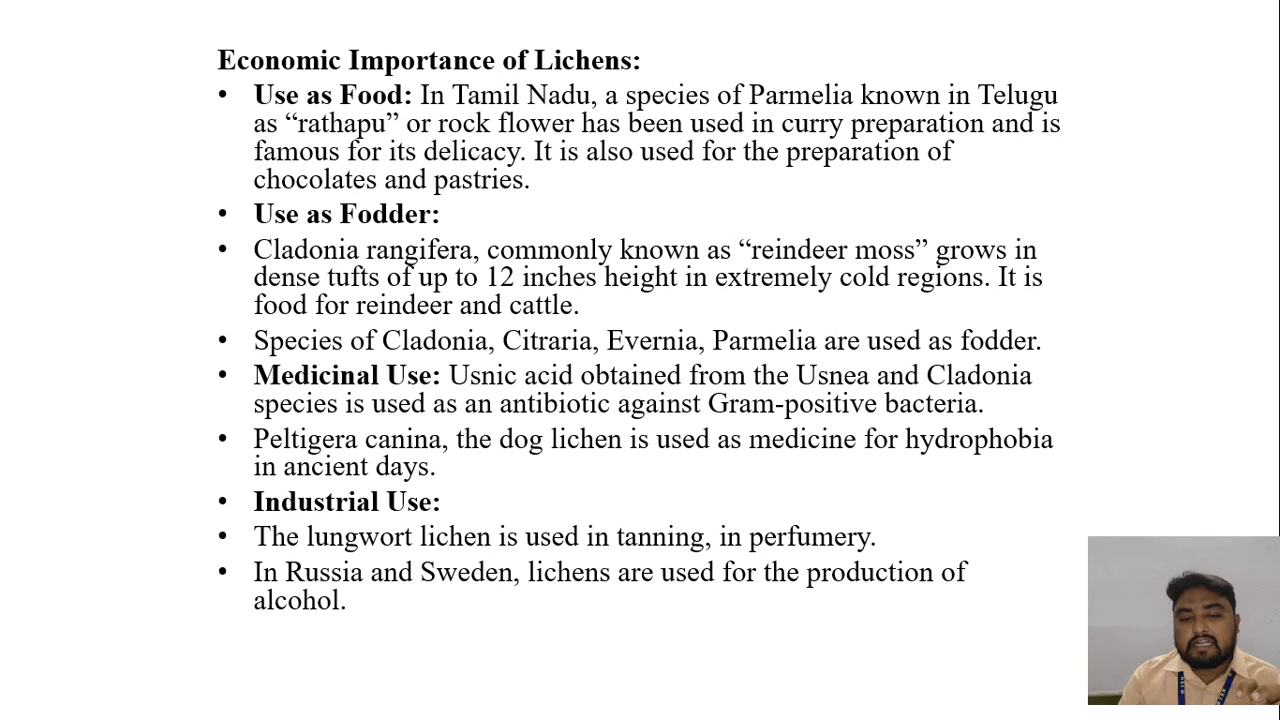 Economic Importance of Lichens:
• Use as Food: In Tamil Nadu, a species of Parmelia known in Telugu
as “rathapu” or rock flower has been used in curry preparation and is
famous for its delicacy. It is also used for the preparation of
chocolates and pastries.
• Use as Fodder:
• Cladonia rangifera, commonly known as “reindeer moss” grows in
dense tufts of up to 12 inches height in extremely cold regions. It is
food for reindeer and cattle.
• Species of Cladonia, Citraria, Evernia, Parmelia are used as fodder.
• Medicinal Use: Usnic acid obtained from the Usnea and Cladonia
species is used as an antibiotic against Gram-positive bacteria.
• Peltigera canina, the dog lichen is used as medicine for hydrophobia
in ancient days.
• Industrial Use:
• The lungwort lichen is used in tanning, in perfumery.
• In Russia and Sweden, lichens are used for the production of
alcohol.